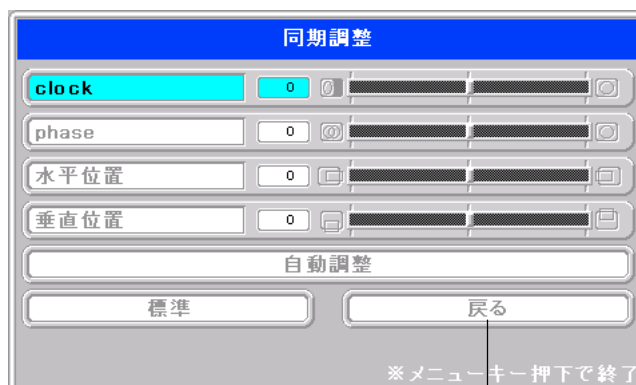 同期調整
clock 0
phase 0
水平位置 0
垂直位置 0
自動調整
標準 戻る
※メニューキー押下で終了